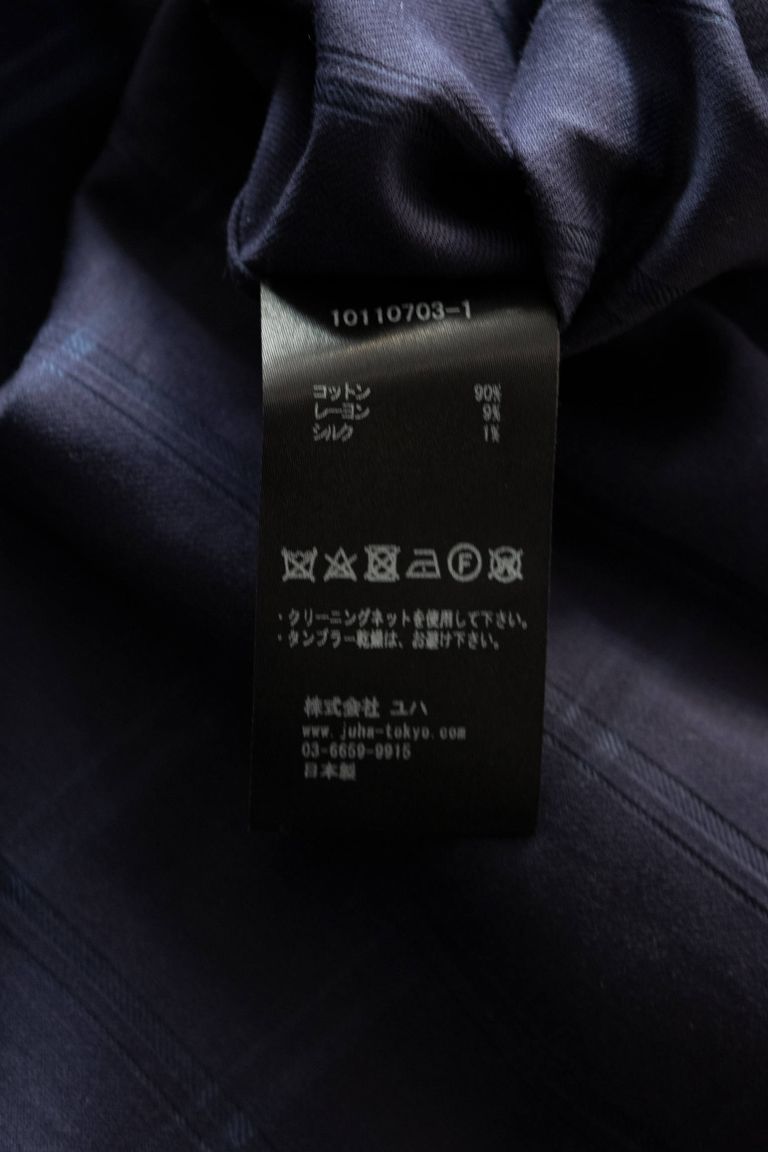 10110703-1
コットン 90%
レーヨン 9%
シルク 1%
F W
・クリーニングネットを使用して下さい。
・タンブラー乾燥は、お避け下さい。
株式会社 ユハ
www.juha-tokyo.com
03-6659-9915
日本製